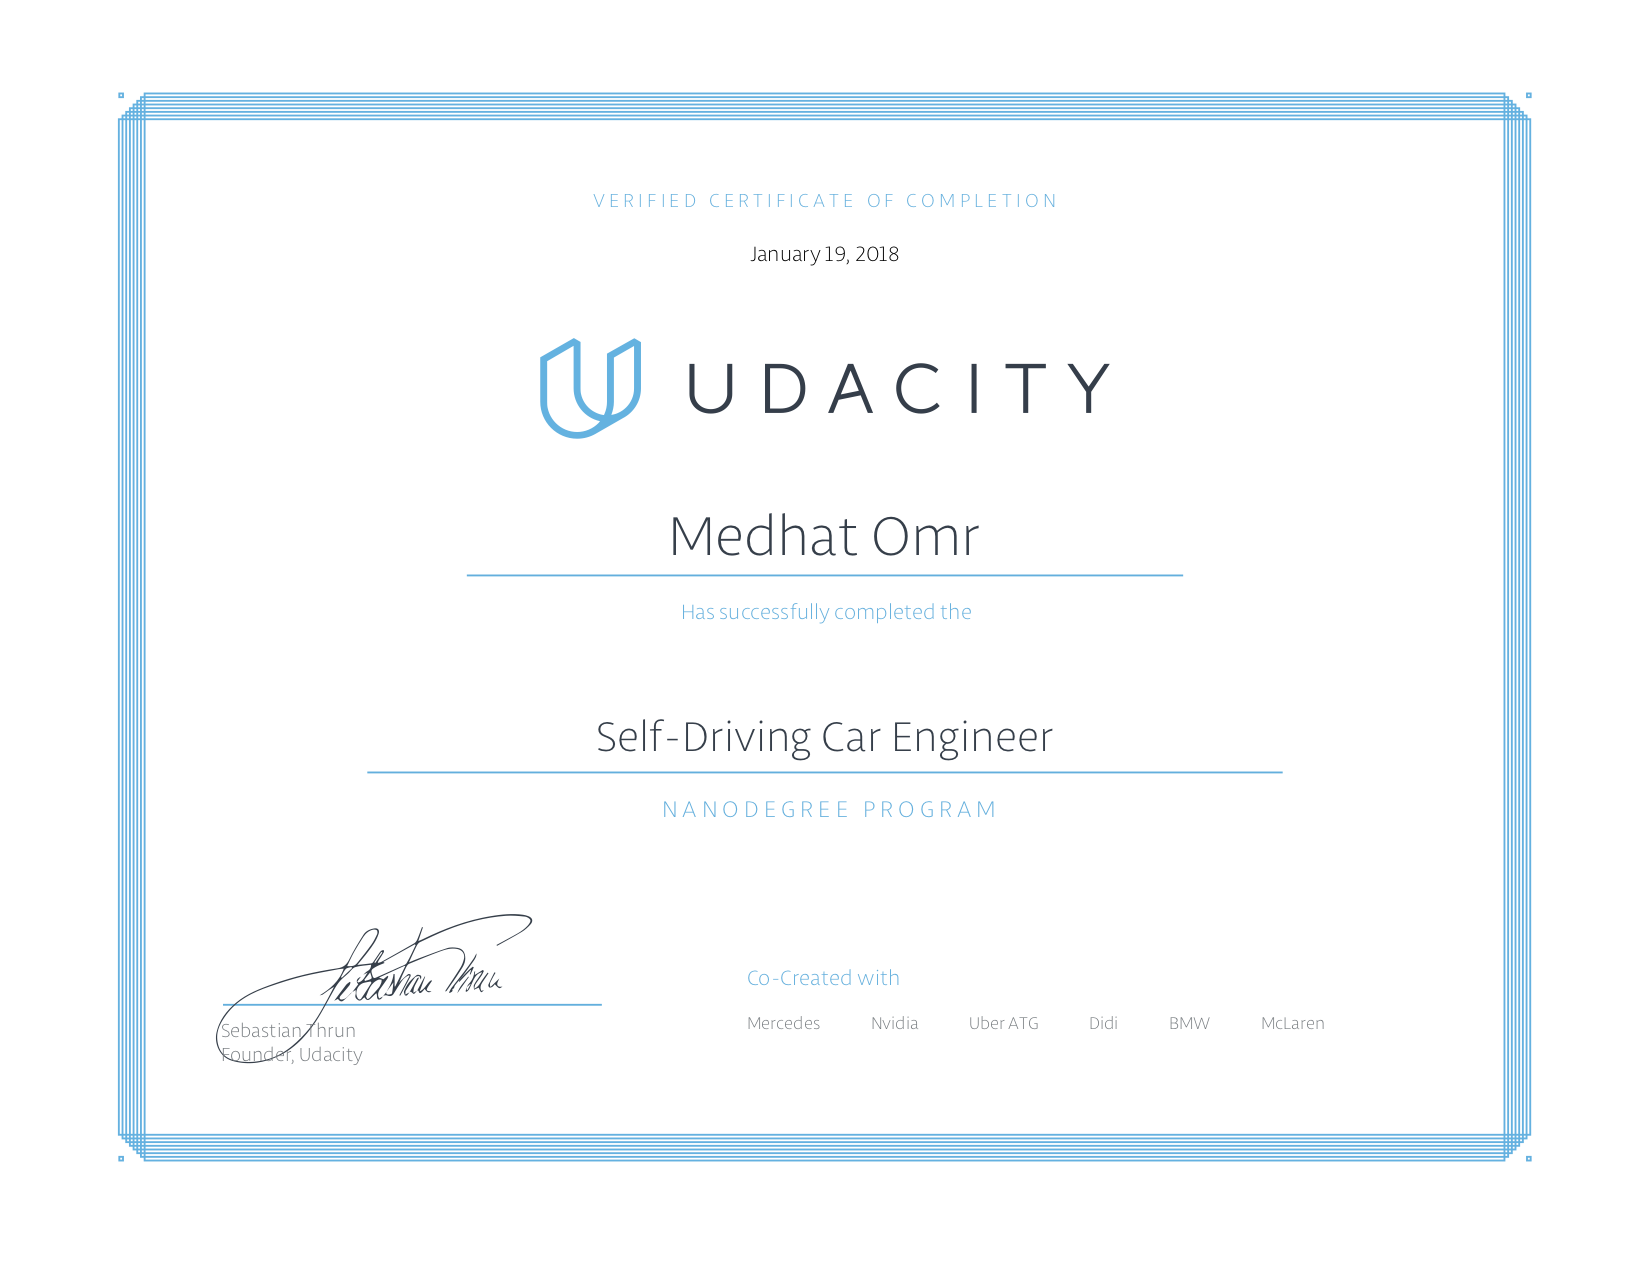 VERIFIED CERTIFICATE OF COMPLETION
January 19, 2018
UDACITY
Medhat Omr
Has successfully completed the
Self-Driving Car Engineer
NANODEGREE PROGRAM
Sebastian Thrun
Sebastian Thrun
Founder, Udacity
Co-Created with
Mercedes Nvidia Uber ATG Didi BMW McLaren